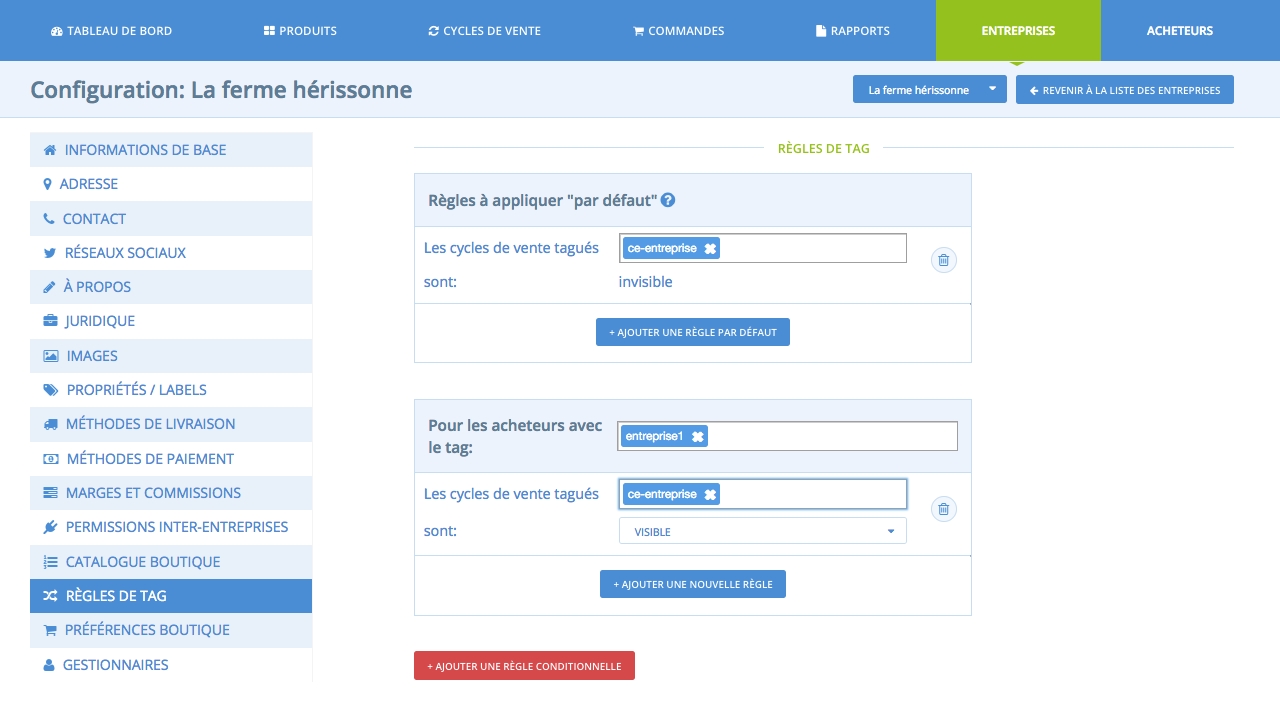 TABLEAU DE BORD PRODUITS CYCLES DE VENTE COMMANDES RAPPORTS ENTREPRISES ACHETEURS
Configuration: La ferme hérissonne
La ferme hérissonne
REVENIR À LA LISTE DES ENTREPRISES
INFORMATIONS DE BASE
ADRESSE
CONTACT
RÉSEAUX SOCIAUX
À PROPOS
JURIDIQUE
IMAGES
PROPRIÉTÉS / LABELS
MÉTHODES DE LIVRAISON
MÉTHODES DE PAIEMENT
MARGES ET COMMISSIONS
PERMISSIONS INTER-ENTREPRISES
CATALOGUE BOUTIQUE
RÈGLES DE TAG
PRÉFÉRENCES BOUTIQUE
GESTIONNAIRES
RÈGLES DE TAG
Règles à appliquer "par défaut" ?
Les cycles de vente tagués ce-entreprise
sont: invisible
+ AJOUTER UNE RÈGLE PAR DÉFAUT
Pour les acheteurs avec
le tag:
entreprise1
Les cycles de vente tagués ce-entreprise
sont: VISIBLE
+ AJOUTER UNE NOUVELLE RÈGLE
+ AJOUTER UNE RÈGLE CONDITIONNELLE